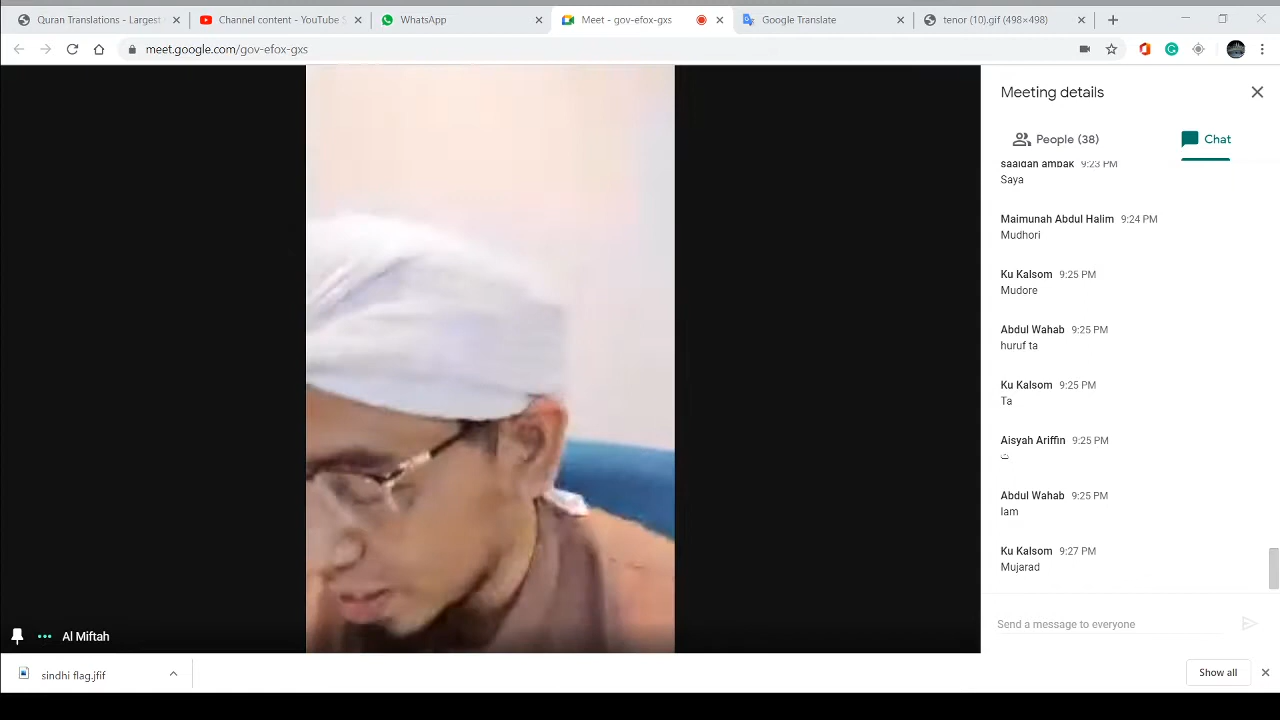 Quran Translations - Largest
Channel content - YouTube S
WhatsApp
Meet - gov-efox-gxs
Google Translate
tenor (10).gif (498×498)
meet.google.com/gov-efox-gxs
Meeting details
People (38)
Chat
saaidan ambak 9:23 PM
Saya
Maimunah Abdul Halim 9:24 PM
Mudhori
Ku Kalsom 9:25 PM
Mudore
Abdul Wahab 9:25 PM
huruf ta
Ku Kalsom 9:25 PM
Ta
Aisyah Ariffin 9:25 PM
ت
Abdul Wahab 9:25 PM
lam
Ku Kalsom 9:27 PM
Mujarad
Send a message to everyone
Al Miftah
sindhi flag.jfif
Show all